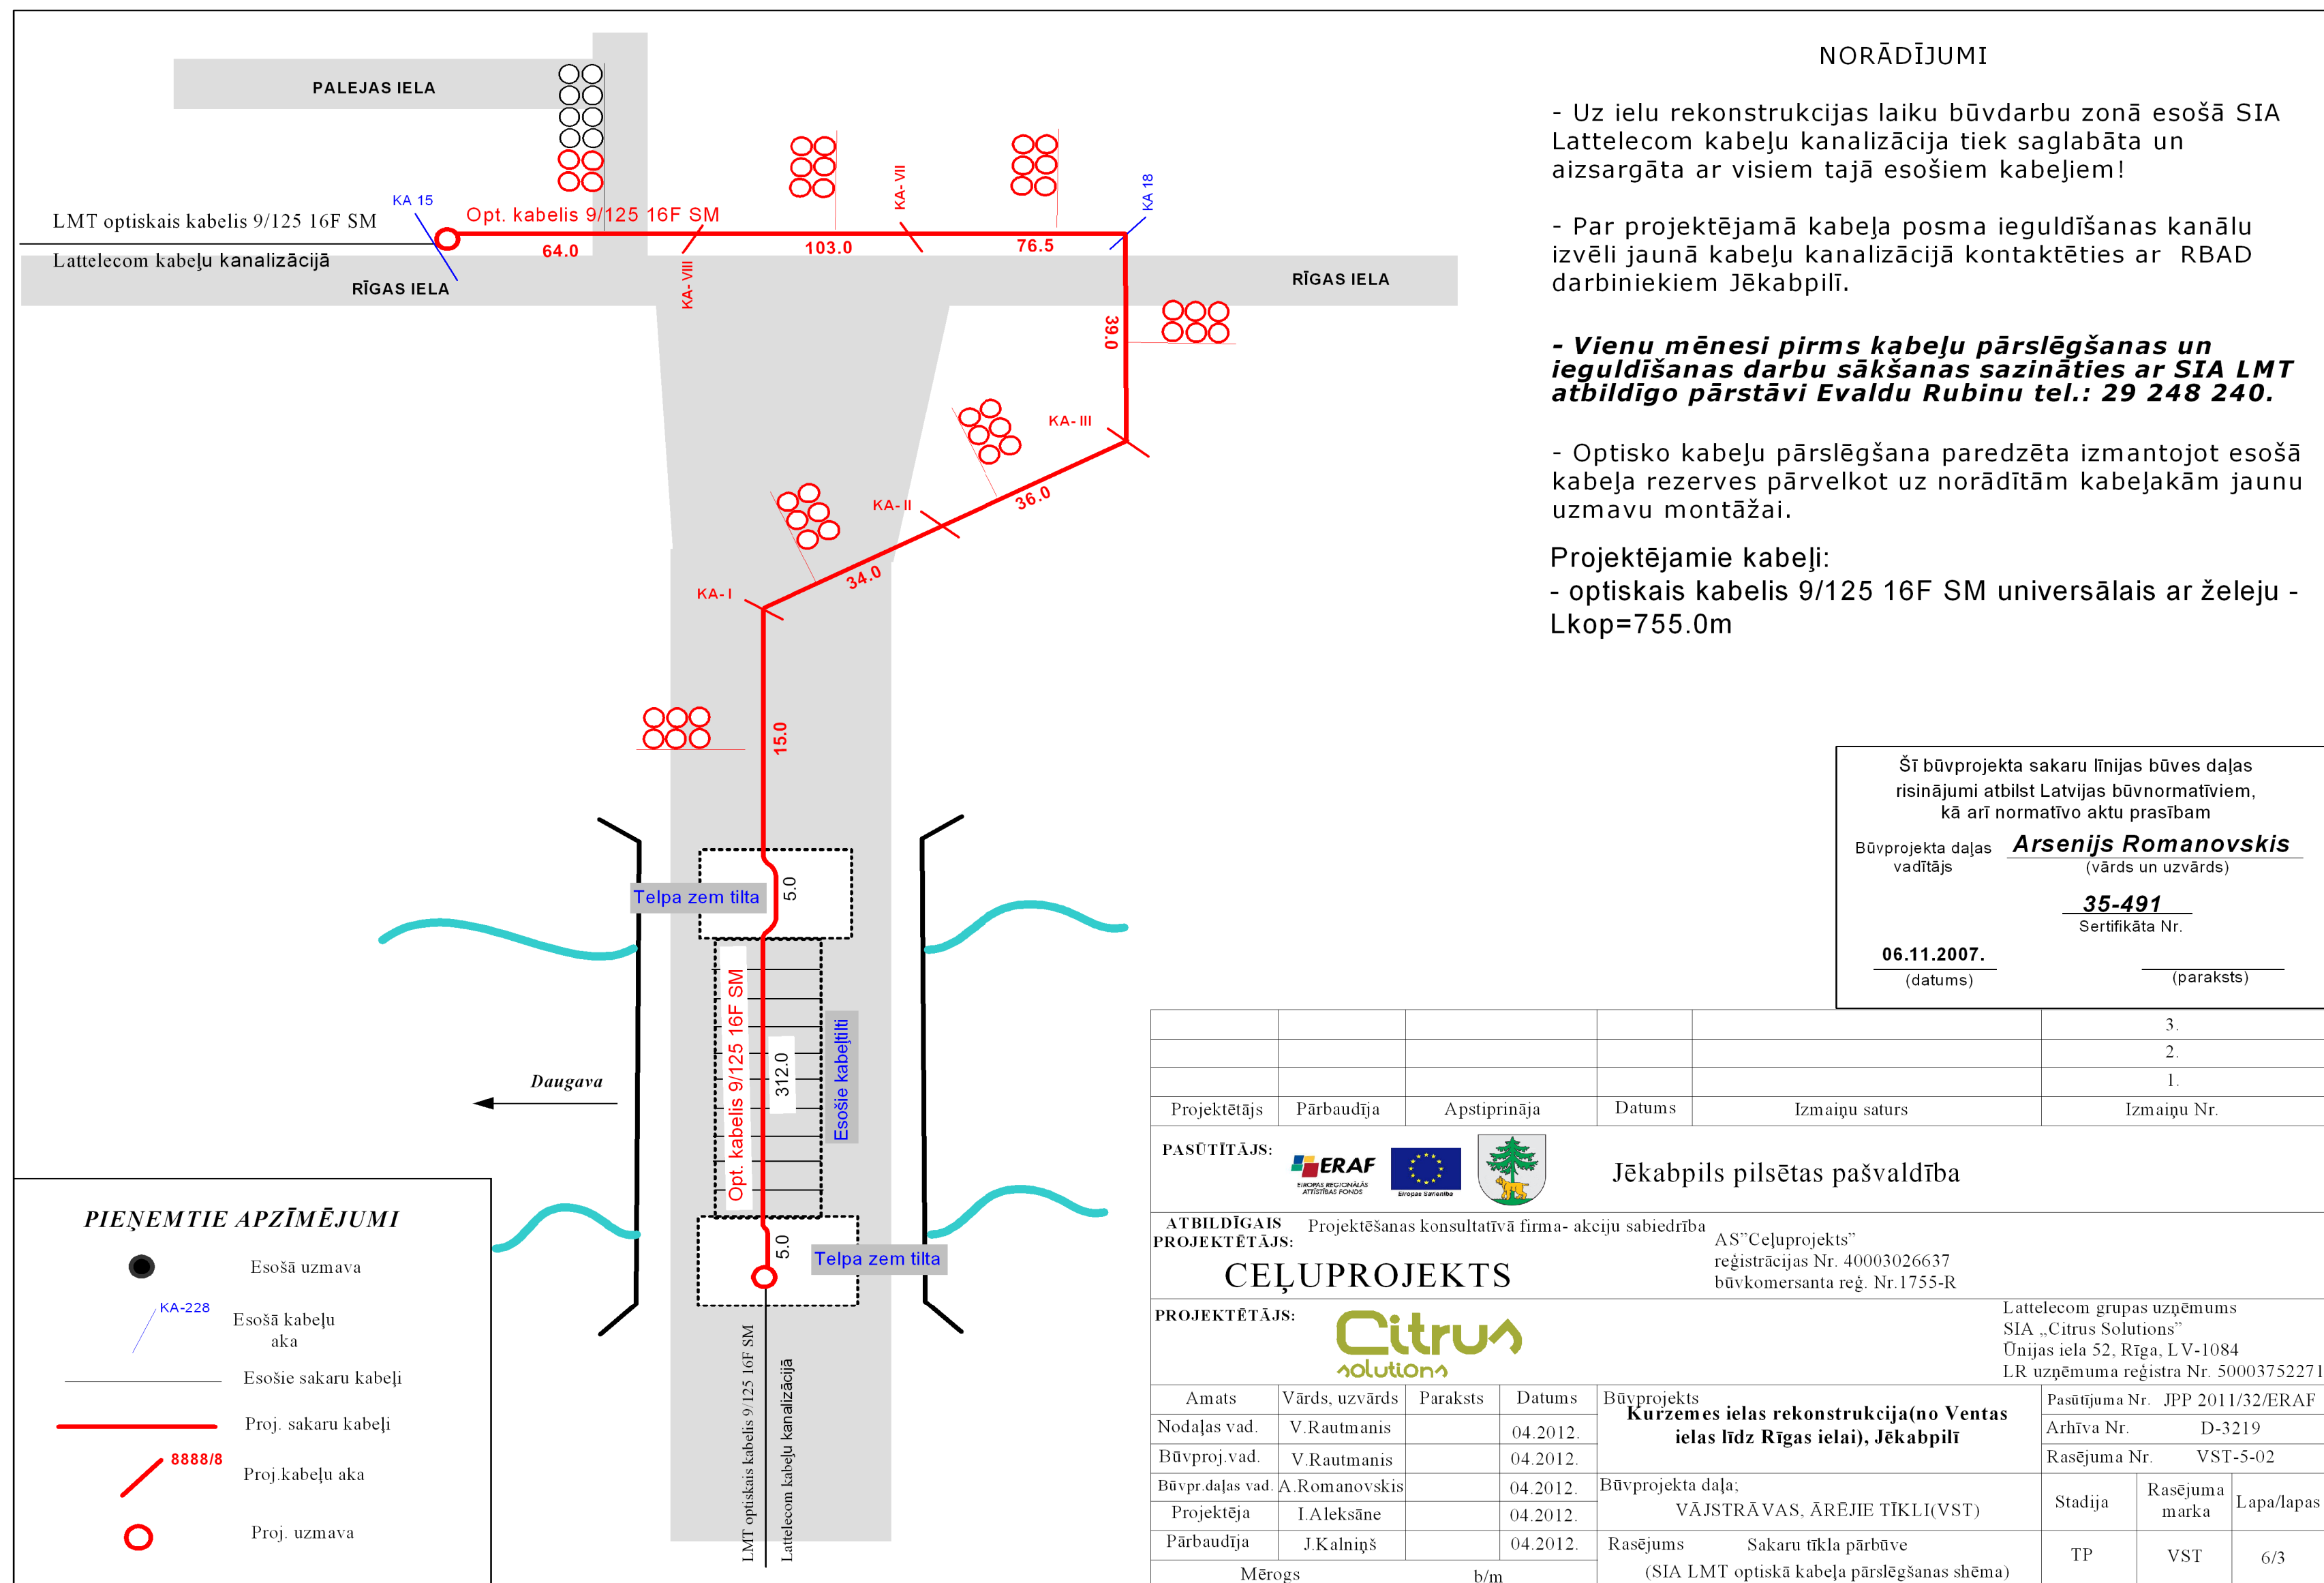 PALEJAS IELA
KA 15
LMT optiskais kabelis 9/125 16F SM
Lattelecom kabeļu kanalizācijā
RĪGAS IELA
Opt. kabelis 9/125 16F SM
64.0
KA- VIII
103.0
KA- VII
76.5
KA 18
RĪGAS IELA
39.0
KA- III
36.0
KA- II
34.0
KA- I
15.0
Telpa zem tilta
5.0
Opt. kabelis 9/125 16F SM
312.0
Esošie kabeļtilti
Daugava
5.0
Telpa zem tilta
LMT optiskais kabelis 9/125 16F SM
Lattelecom kabeļu kanalizācijā
NORĀDĪJUMI
- Uz ielu rekonstrukcijas laiku būvdarbu zonā esošā SIA
Lattelecom kabeļu kanalizācija tiek saglabāta un
aizsargāta ar visiem tajā esošiem kabeļiem!
- Par projektējamā kabeļa posma ieguldīšanas kanālu
izvēli jaunā kabeļu kanalizācijā kontaktēties ar RBAD
darbiniekiem Jēkabpilī.
- Vienu mēnesi pirms kabeļu pārslēgšanas un
ieguldīšanas darbu sākšanas sazināties ar SIA LMT
atbildīgo pārstāvi Evaldu Rubinu tel.: 29 248 240.
- Optisko kabeļu pārslēgšana paredzēta izmantojot esošā
kabeļa rezerves pārvelkot uz norādītām kabeļakām jaunu
uzmavu montāžai.
Projektējamie kabeļi:
- optiskais kabelis 9/125 16F SM universālais ar želeju -
Lkop=755.0m
Šī būvprojekta sakaru līnijas būves daļas
risinājumi atbilst Latvijas būvnormatīviem,
kā arī normatīvo aktu prasībam
Būvprojekta daļas
vadītājs
Arsenijs Romanovskis
(vārds un uzvārds)
35-491
Sertifikāta Nr.
06.11.2007.
(datums)
(paraksts)
PIEŅEMTIE APZĪMĒJUMI
Esošā uzmava
KA-228
Esošā kabeļu
aka
Esošie sakaru kabeļi
Proj. sakaru kabeļi
8888/8
Proj.kabeļu aka
Proj. uzmava
3.
2.
1.
Projektētājs Pārbaudīja Apstiprināja Datums Izmaiņu saturs Izmaiņu Nr.
PASŪTĪTĀJS:
ERAF
EIROPAS REGIONĀLĀS
ATTĪSTĪBAS FONDS
Eiropas Savienība
Jēkabpils pilsētas pašvaldība
ATBILDĪGAIS
PROJEKTĒTĀJS:
Projektēšanas konsultatīvā firma- akciju sabiedrība
CEĻUPROJEKTS
AS”Ceļuprojekts”
reģistrācijas Nr. 40003026637
būvkomersanta reģ. Nr.1755-R
PROJEKTĒTĀJS:
Citrus
solutions
Lattelecom grupas uzņēmums
SIA „Citrus Solutions”
Ūnijas iela 52, Rīga, LV-1084
LR uzņēmuma reģistra Nr. 50003752271
Amats Vārds, uzvārds Paraksts Datums
Nodaļas vad. V.Rautmanis 04.2012.
Būvproj.vad. V.Rautmanis 04.2012.
Būvpr.daļas vad. A.Romanovskis 04.2012.
Projektēja I.Aleksāne 04.2012.
Pārbaudīja J.Kalniņš 04.2012.
Mērogs b/m
Būvprojekts
Kurzemes ielas rekonstrukcija(no Ventas
ielas līdz Rīgas ielai), Jēkabpilī
Būvprojekta daļa;
VĀJSTRĀVAS, ĀRĒJIE TĪKLI(VST)
Rasējums Sakaru tīkla pārbūve
(SIA LMT optiskā kabeļa pārslēgšanas shēma)
Pasūtījuma Nr. JPP 2011/32/ERAF
Arhīva Nr. D-3219
Rasējuma Nr. VST-5-02
Stadija Rasējuma marka Lapa/lapas
TP VST 6/3